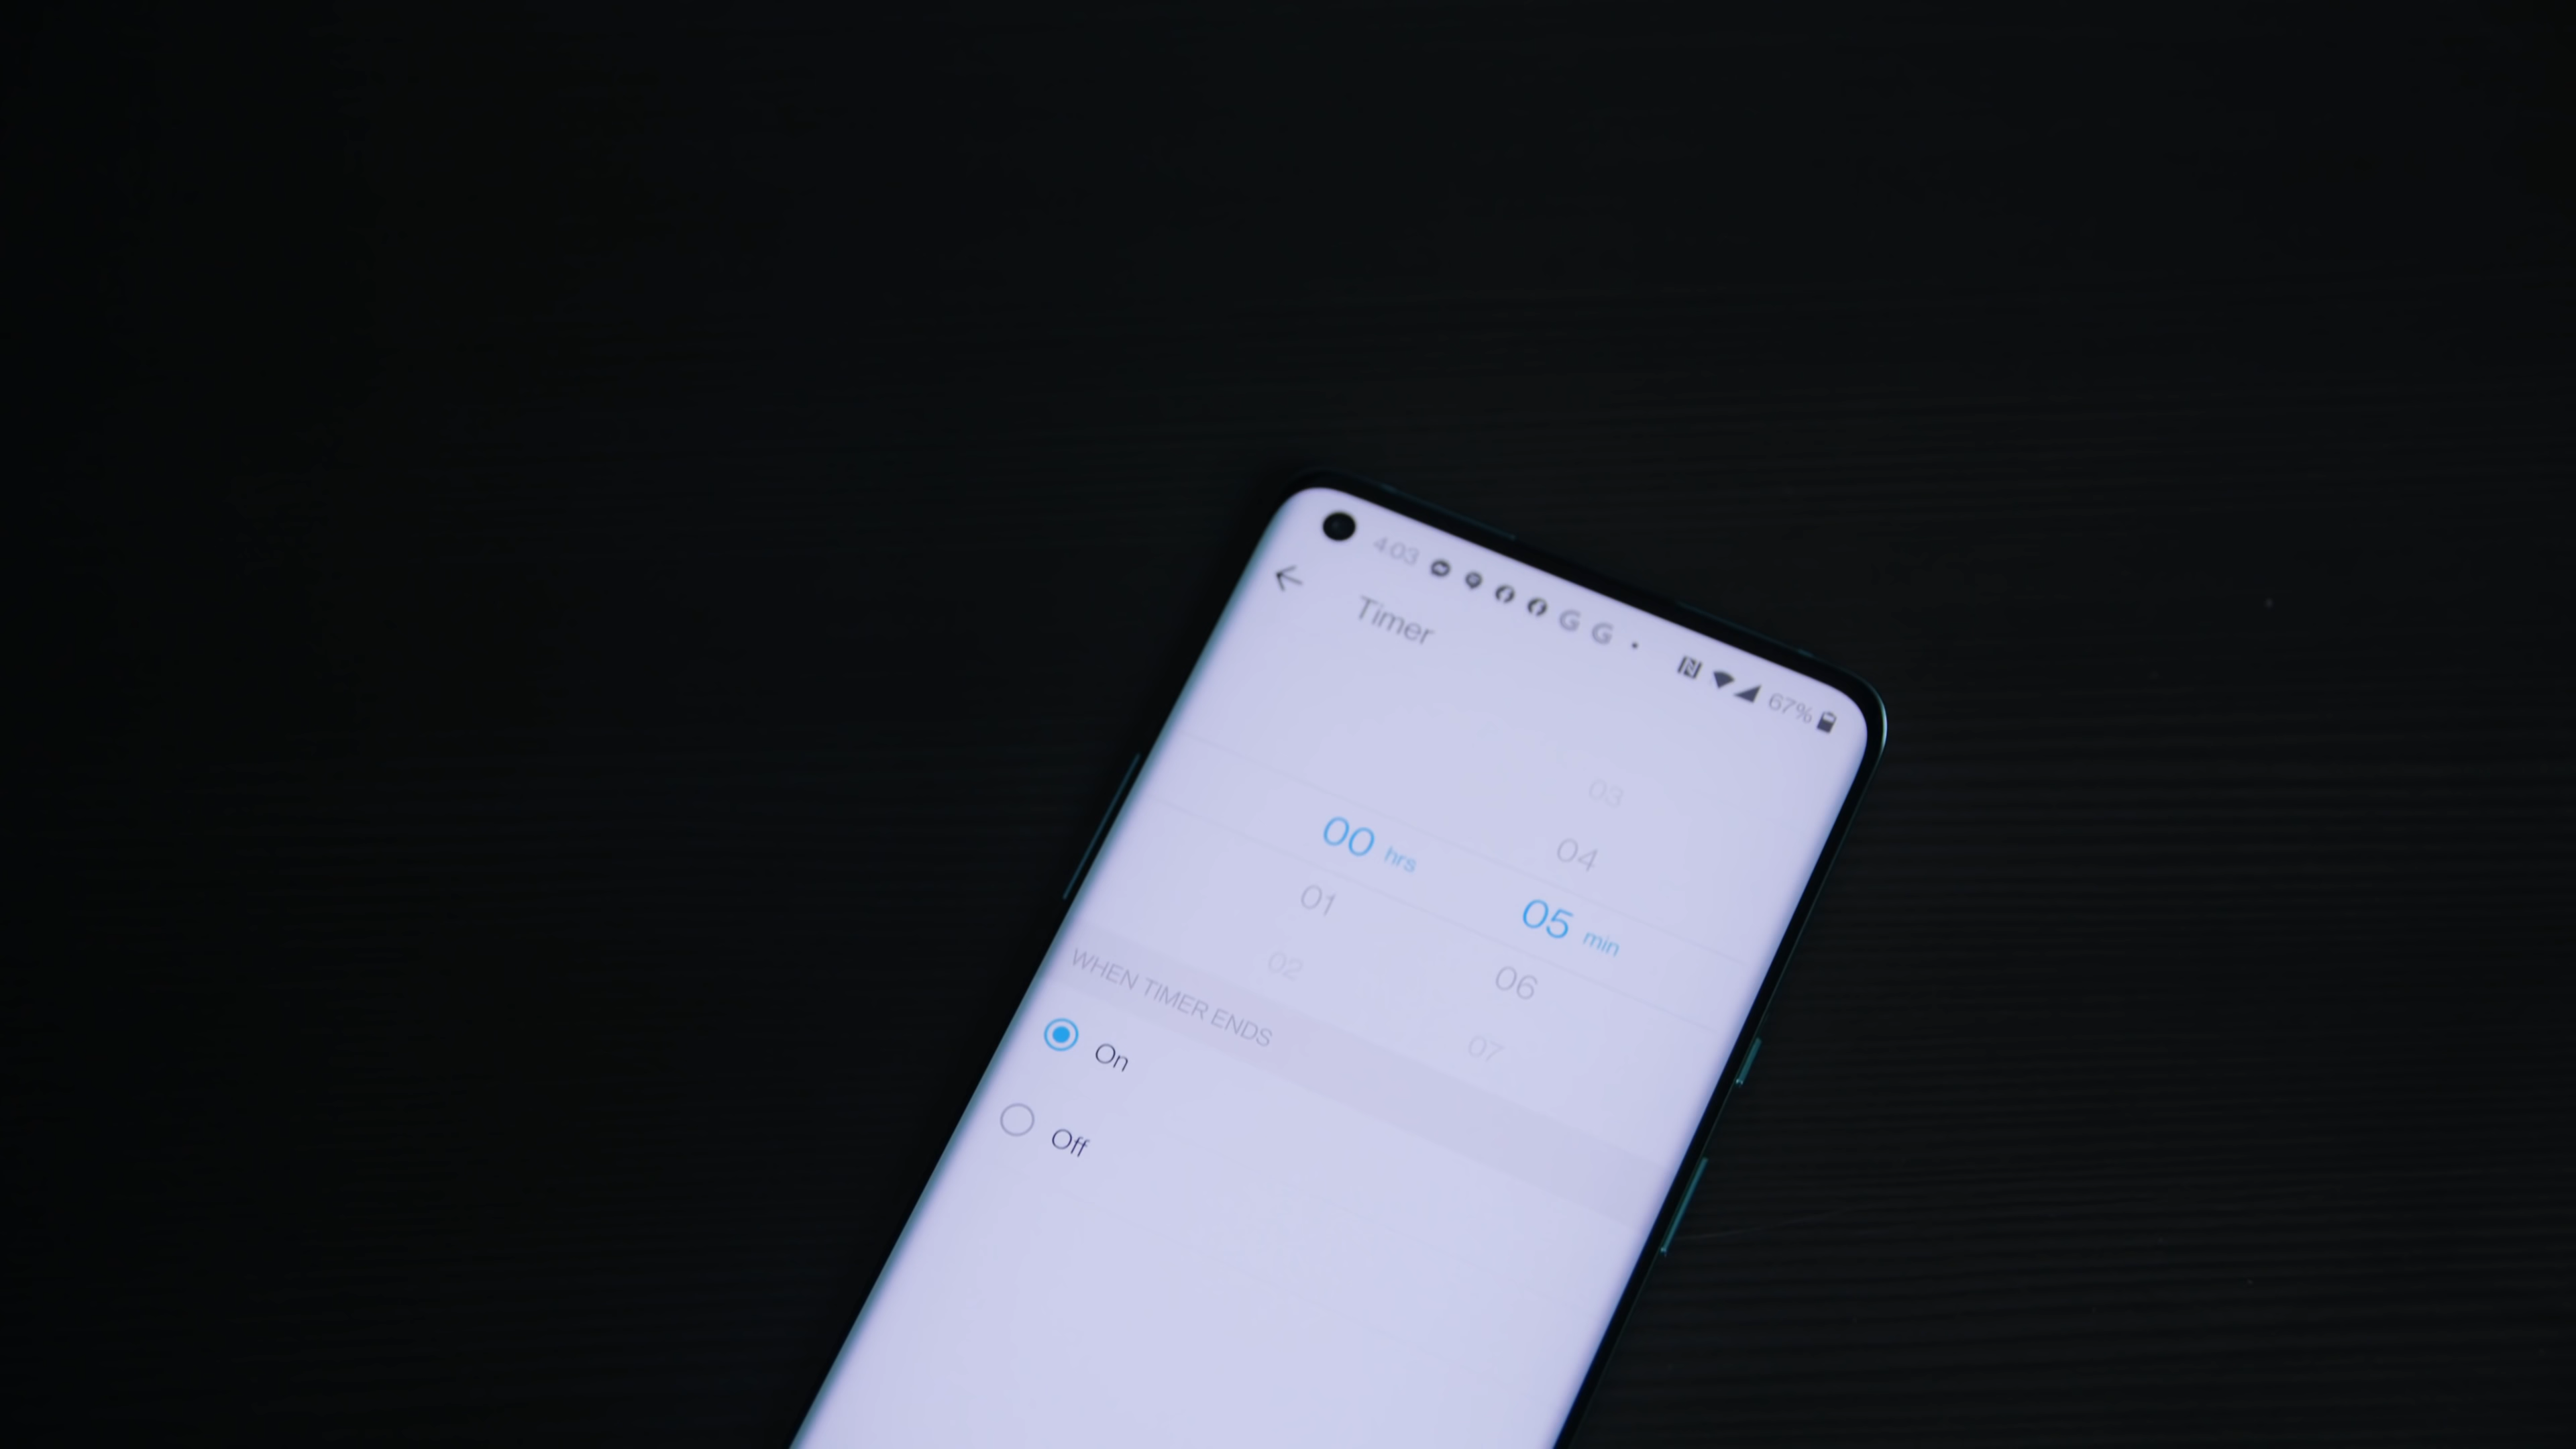 4:03 G G 67%
Timer
03
04
00 hrs 05 min
01 06
02 07
WHEN TIMER ENDS
On
Off